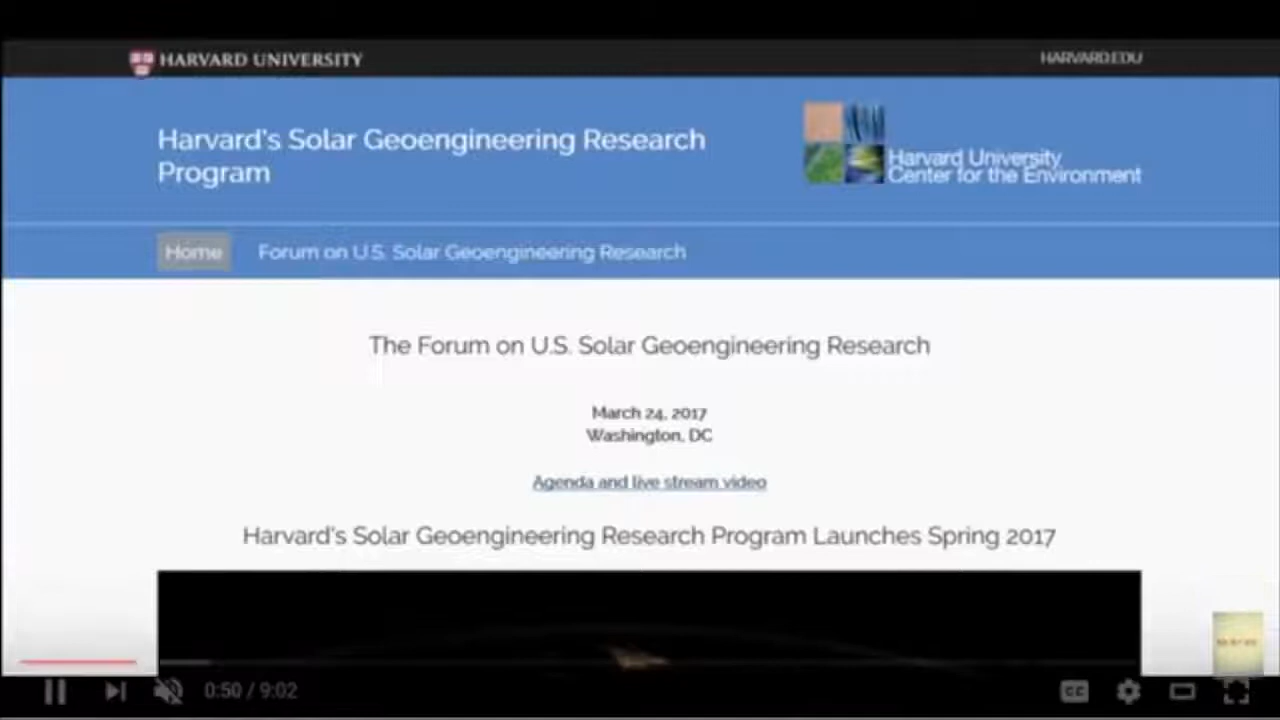 HARVARD UNIVERSITY
HARVARD.EDU
Harvard's Solar Geoengineering Research
Program
Harvard University
Center for the Environment
Home
Forum on U.S. Solar Geoengineering Research
The Forum on U.S. Solar Geoengineering Research
March 24, 2017
Washington, DC
Agenda and live stream video
Harvard's Solar Geoengineering Research Program Launches Spring 2017
0:50 / 9:02
CC